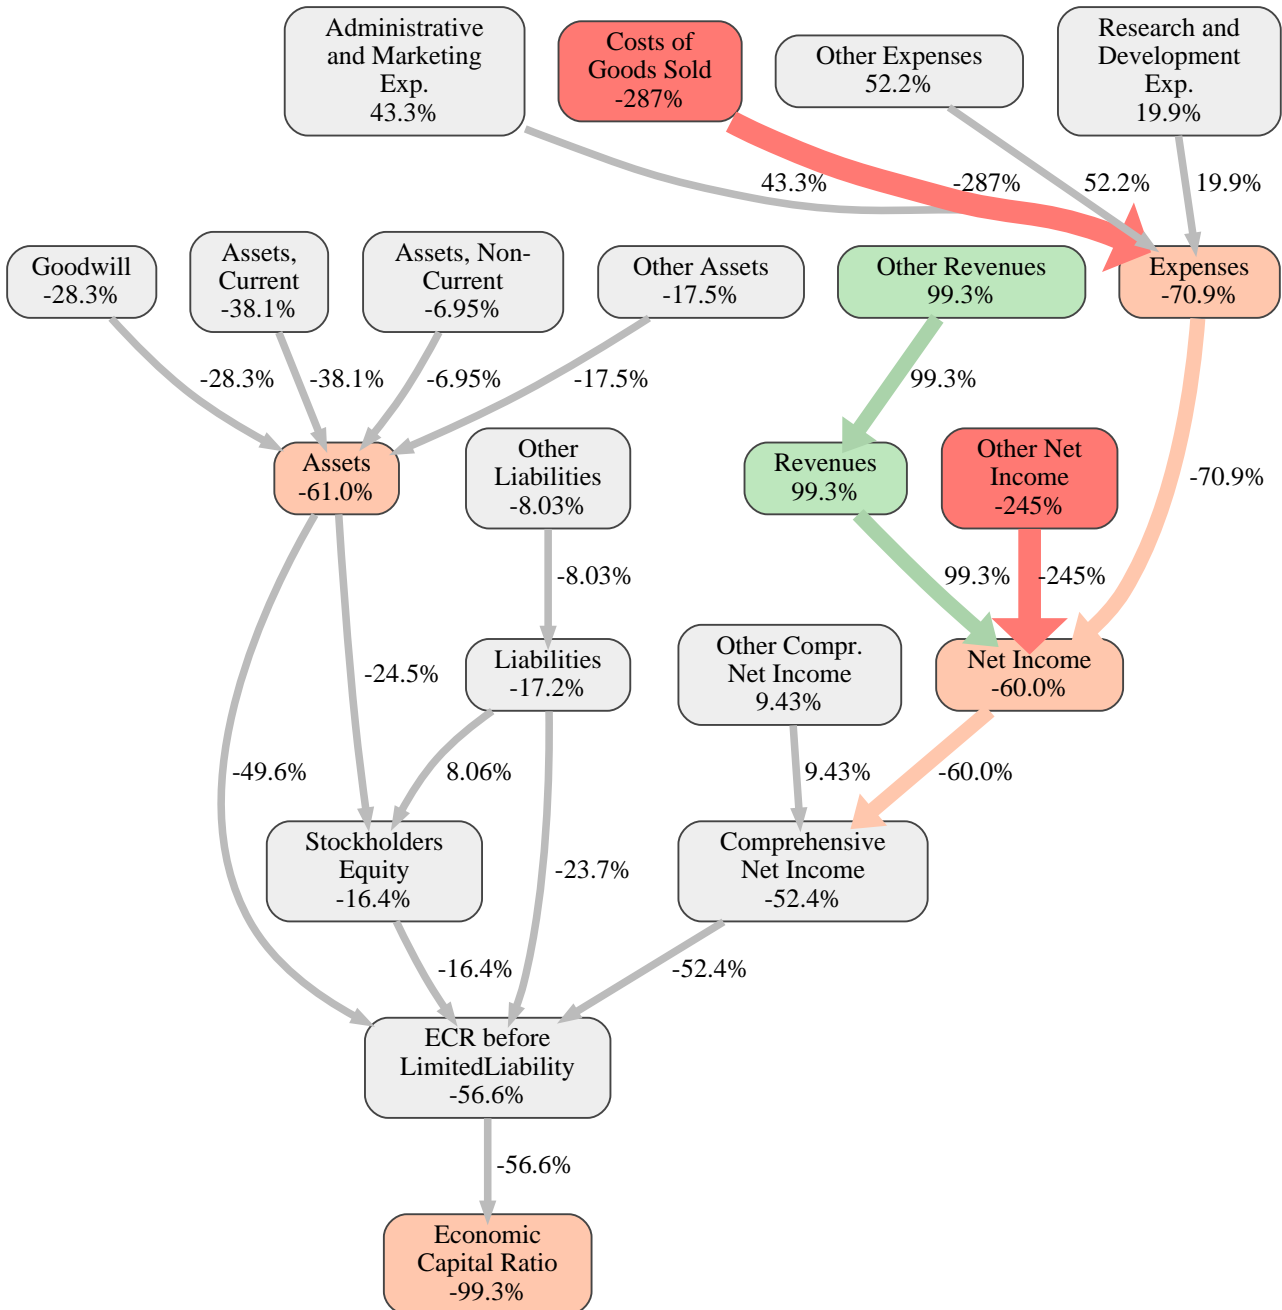 Administrative
and Marketing
Exp.
43.3%
Costs of
Goods Sold
-287%
Other Expenses
52.2%
Research and
Development
Exp.
19.9%
43.3%
-287%
52.2%
19.9%
Goodwill
-28.3%
Assets,
Current
-38.1%
Assets, Non-
Current
-6.95%
Other Assets
-17.5%
Other Revenues
99.3%
Expenses
-70.9%
-28.3%
-38.1%
-6.95%
-17.5%
99.3%
-70.9%
Assets
-61.0%
Other
Liabilities
-8.03%
Revenues
99.3%
Other Net
Income
-245%
-8.03%
99.3%
-245%
Liabilities
-17.2%
Other Compr.
Net Income
9.43%
Net Income
-60.0%
-24.5%
-49.6%
8.06%
9.43%
-60.0%
Stockholders
Equity
-16.4%
-23.7%
Comprehensive
Net Income
-52.4%
-16.4%
-52.4%
ECR before
LimitedLiability
-56.6%
-56.6%
Economic
Capital Ratio
-99.3%